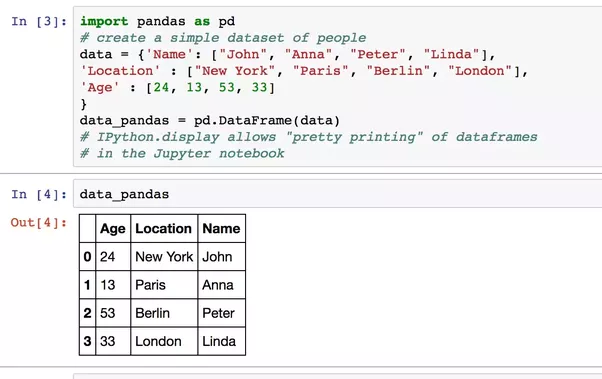 In [3]: import pandas as pd
# create a simple dataset of people
data = {'Name': ["John", "Anna", "Peter", "Linda"],
'Location' : ["New York", "Paris", "Berlin", "London"],
'Age' : [24, 13, 53, 33]
}
data_pandas = pd.DataFrame(data)
# IPython.display allows "pretty printing" of dataframes
# in the Jupyter notebook
In [4]: data_pandas
Out[4]:
Age Location Name
0 24 New York John
1 13 Paris Anna
2 53 Berlin Peter
3 33 London Linda